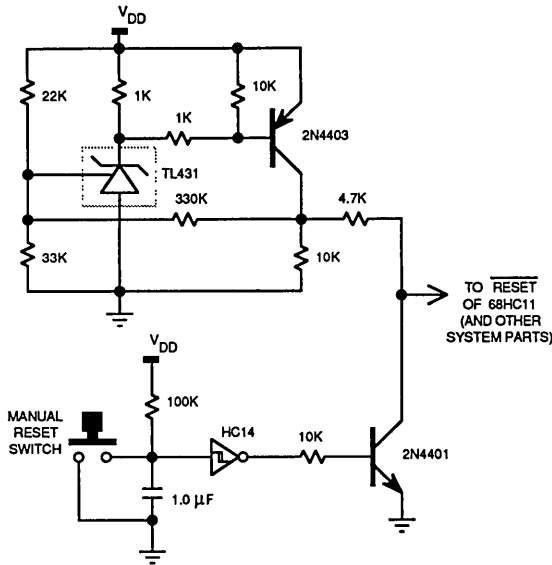 VDD
22K
1K
10K
1K
2N4403
TL431
330K
4.7K
33K
10K
TO RESET
OF 68HC11
(AND OTHER
SYSTEM PARTS)
VDD
100K
MANUAL
RESET
SWITCH
HC14
10K
2N4401
1.0 µF